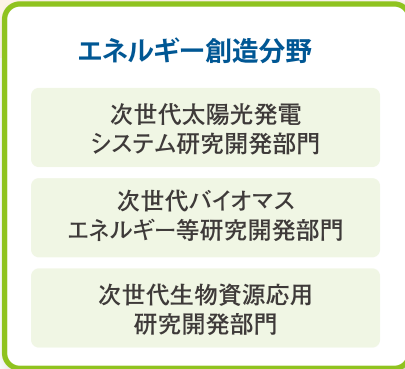 エネルギー創造分野
次世代太陽光発電
システム研究開発部門
次世代バイオマス
エネルギー等研究開発部門
次世代生物資源応用
研究開発部門